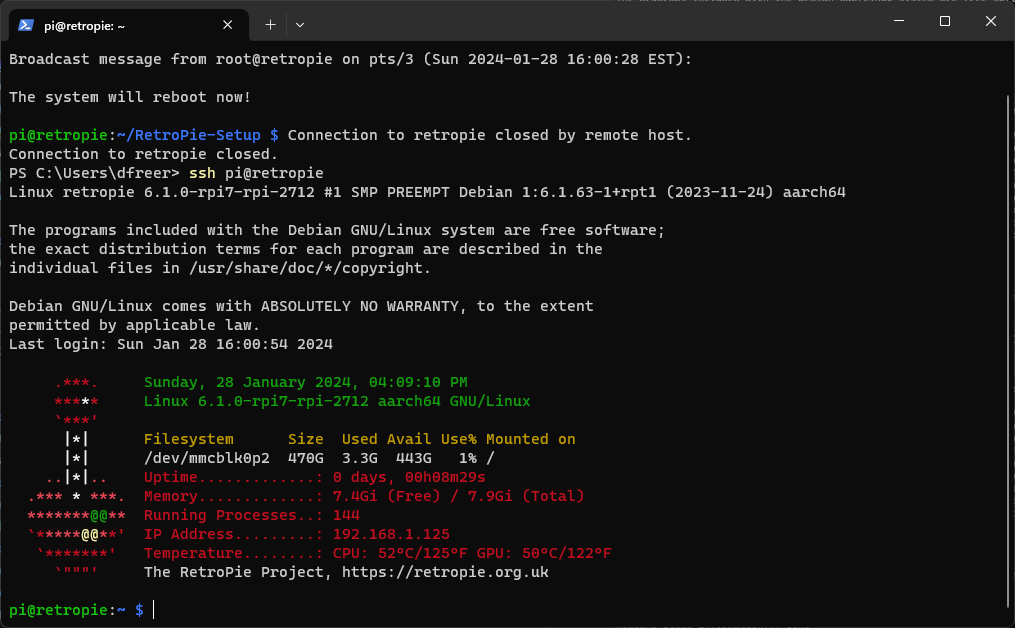 pi@retropie: ~
Broadcast message from root@retropie on pts/3 (Sun 2024-01-28 16:00:28 EST):
The system will reboot now!
pi@retropie:~/RetroPie-Setup $ Connection to retropie closed by remote host.
Connection to retropie closed.
PS C:\Users\dfreer> ssh pi@retropie
Linux retropie 6.1.0-rpi7-rpi-2712 #1 SMP PREEMPT Debian 1:6.1.63-1+rpt1 (2023-11-24) aarch64
The programs included with the Debian GNU/Linux system are free software;
the exact distribution terms for each program are described in the
individual files in /usr/share/doc/*/copyright.
Debian GNU/Linux comes with ABSOLUTELY NO WARRANTY, to the extent
permitted by applicable law.
Last login: Sun Jan 28 16:00:54 2024
     .***.     Sunday, 28 January 2024, 04:09:10 PM
     *****     Linux 6.1.0-rpi7-rpi-2712 aarch64 GNU/Linux
     `***'
      |*|      Filesystem      Size  Used Avail Use% Mounted on
      |*|      /dev/mmcblk0p2  470G  3.3G  443G   1% /
    ..|*|..    Uptime.............: 0 days, 00h08m29s
  .*** * ***.  Memory.............: 7.4Gi (Free) / 7.9Gi (Total)
  *******@@**  Running Processes..: 144
  `*****@@**'  IP Address.........: 192.168.1.125
   `*******'   Temperature........: CPU: 52°C/125°F GPU: 50°C/122°F
     `"""'     The RetroPie Project, https://retropie.org.uk
pi@retropie:~ $